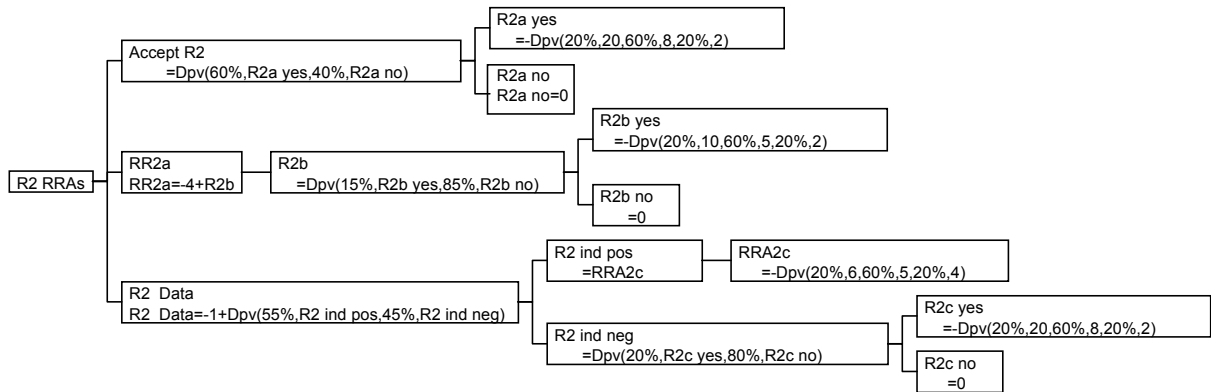 R2 RRAs
Accept R2
=Dpv(60%,R2a yes,40%,R2a no)
R2a yes
=-Dpv(20%,20,60%,8,20%,2)
R2a no
R2a no=0
RR2a
RR2a=-4+R2b
R2b
=Dpv(15%,R2b yes,85%,R2b no)
R2b yes
=-Dpv(20%,10,60%,5,20%,2)
R2b no
=0
R2  Data
R2  Data=-1+Dpv(55%,R2 ind pos,45%,R2 ind neg)
R2 ind pos
=RRA2c
RRA2c
=-Dpv(20%,6,60%,5,20%,4)
R2 ind neg
=Dpv(20%,R2c yes,80%,R2c no)
R2c yes
=-Dpv(20%,20,60%,8,20%,2)
R2c no
=0